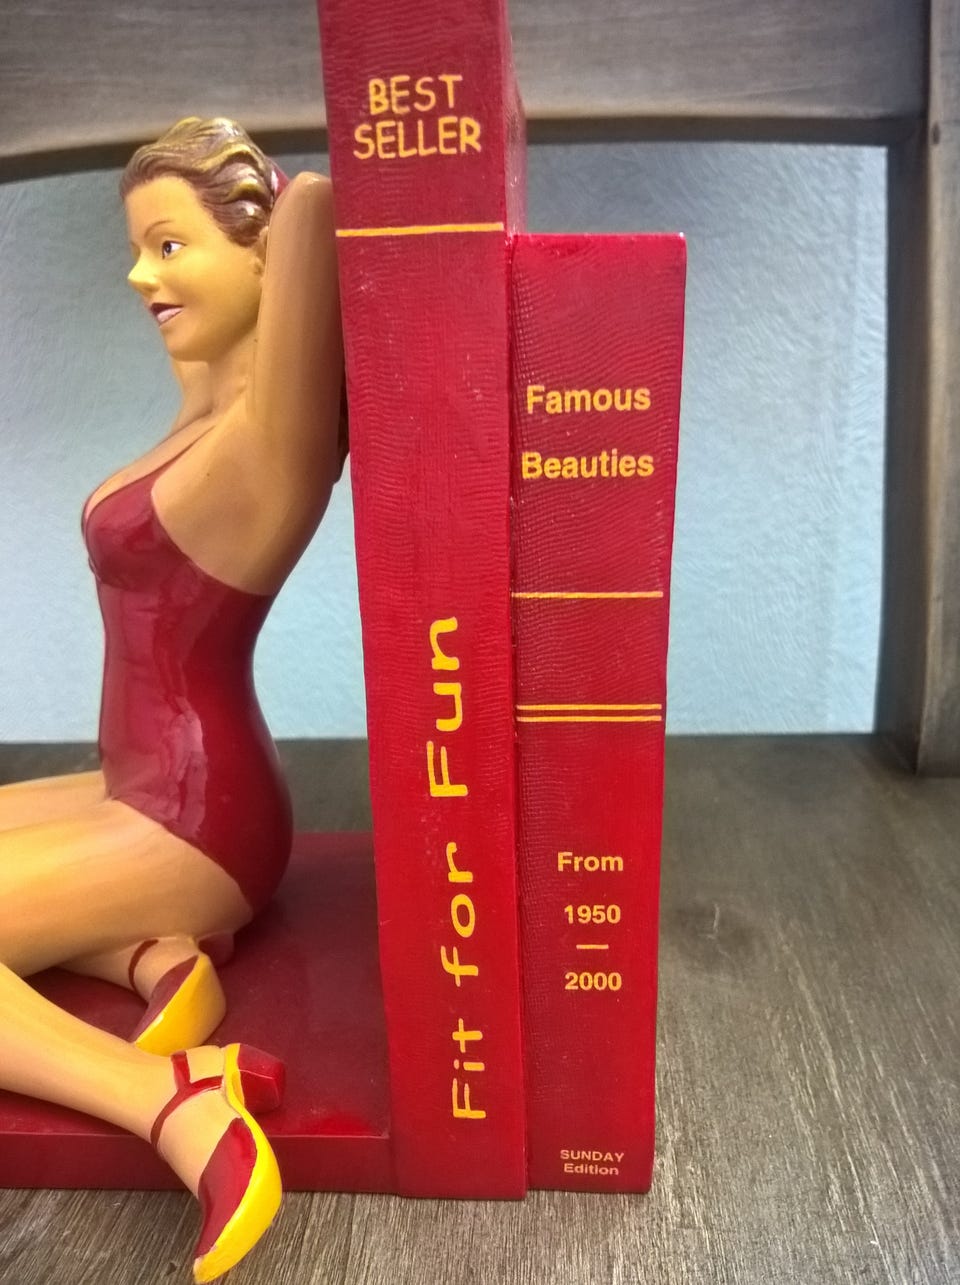 BEST
SELLER
Fit for Fun
Famous
Beauties
From
1950
—
2000
SUNDAY
Edition